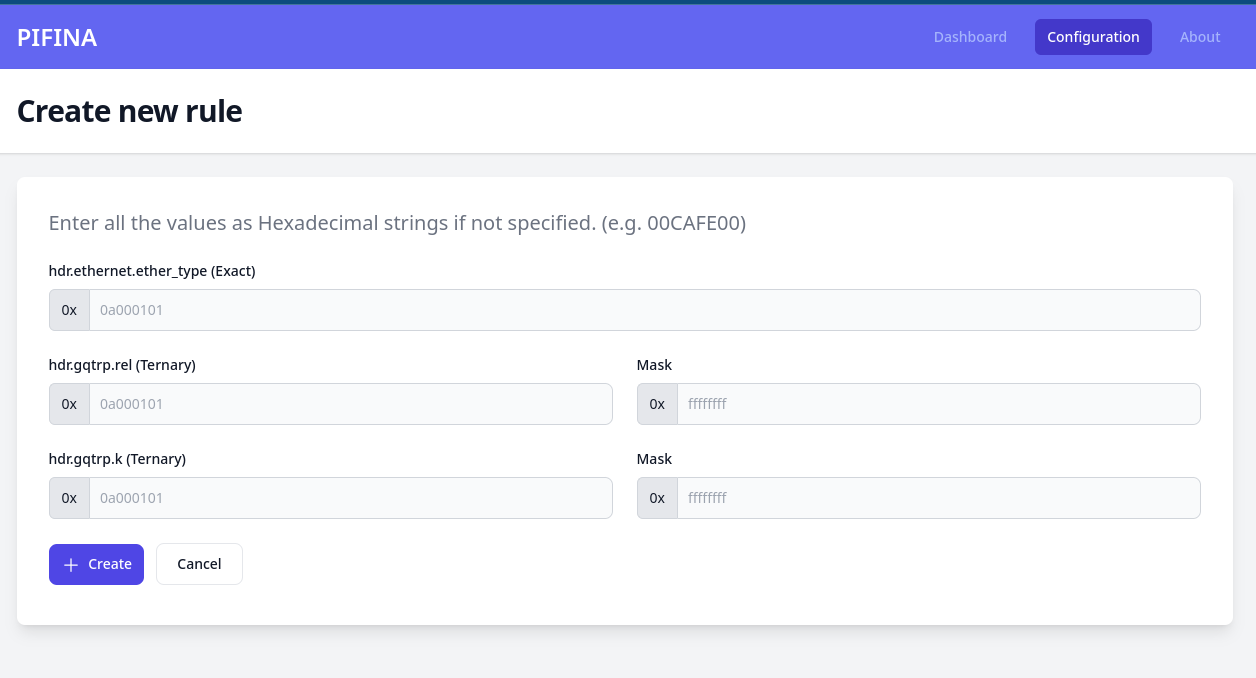 PIFINA
Dashboard
Configuration
About
Create new rule
Enter all the values as Hexadecimal strings if not specified. (e.g. 00CAFE00)
hdr.ethernet.ether_type (Exact)
0x 0a000101
hdr.gqtrp.rel (Ternary) Mask
0x 0a000101 0x ffffffff
hdr.gqtrp.k (Ternary) Mask
0x 0a000101 0x ffffffff
Create Cancel